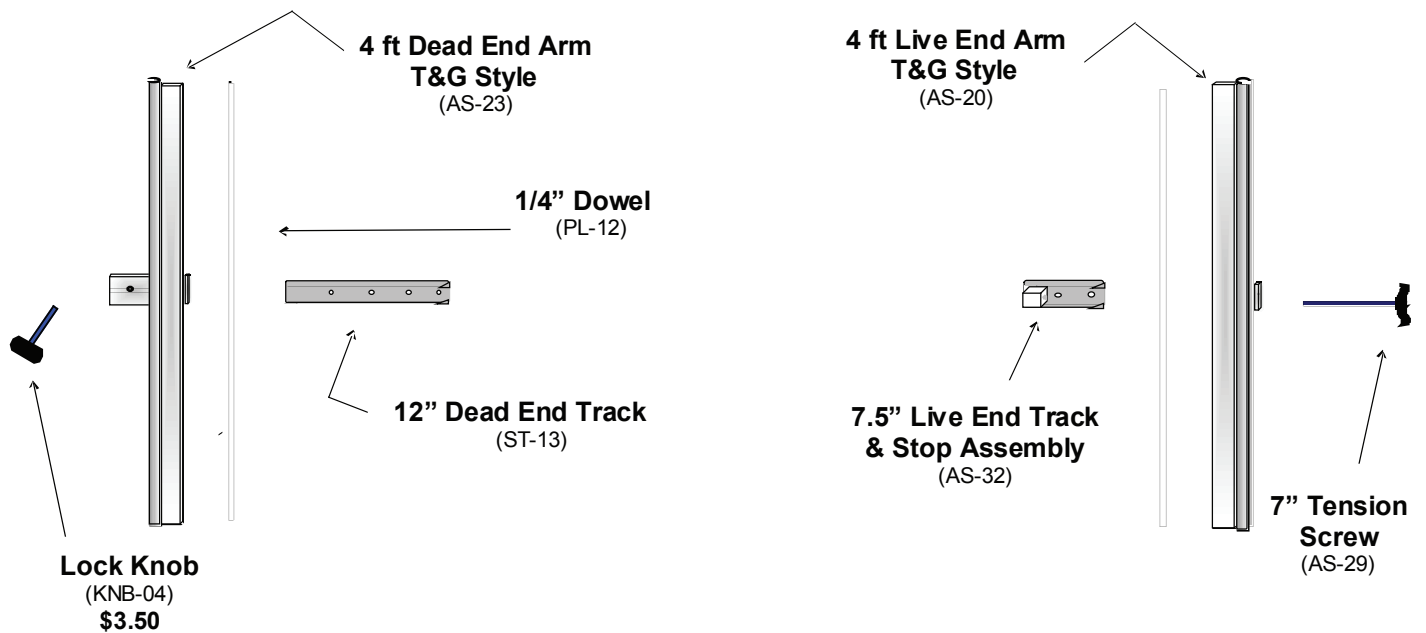 4 ft Dead End Arm
T&G Style
(AS-23)
1/4” Dowel
(PL-12)
12” Dead End Track
(ST-13)
Lock Knob
(KNB-04)
$3.50
4 ft Live End Arm
T&G Style
(AS-20)
7.5” Live End Track
& Stop Assembly
(AS-32)
7” Tension
Screw
(AS-29)